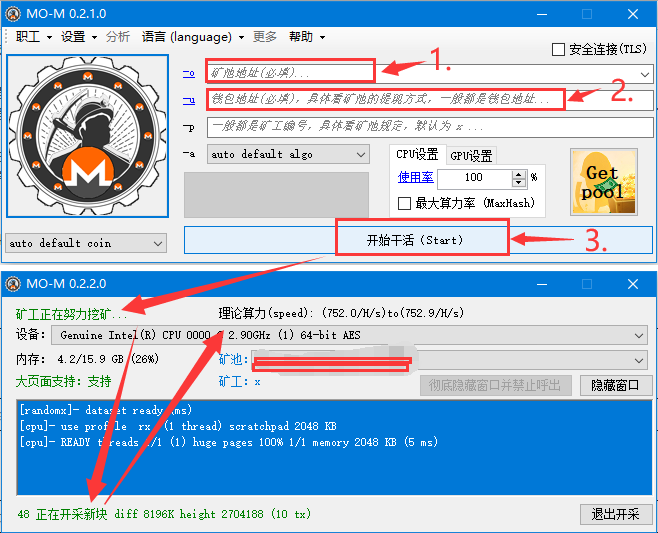 MO-M 0.2.1.0
职工 设置 分析 语言 (language) 更多 帮助
安全连接(TLS)
-o 矿池地址(必填)... 1.
-u 钱包地址(必填), 具体看矿池的提现方式, 一般都是钱包地址... 2.
-p 一般都是矿工编号, 具体看矿池规定, 默认为 x ...
-a auto default algo
CPU设置 GPU设置
使用率 100 %
最大算力率 (MaxHash)
Get
pool
auto default coin
开始干活 (Start) 3.
MO-M 0.2.2.0
矿工正在努力挖矿... 理论算力(speed): (752.0/H/s)to(752.9/H/s)
设备: Genuine Intel(R) CPU 0000 @ 2.90GHz (1) 64-bit AES
内存: 4.2/15.9 GB (26%) 矿池:
大页面支持: 支持 矿工: x
彻底隐藏窗口并禁止呼出 隐藏窗口
[randomx]- dataset ready (ms)
[cpu]- use profile rx (1 thread) scratchpad 2048 KB
[cpu]- READY threads 1/1 (1) huge pages 100% 1/1 memory 2048 KB (5 ms)
48 正在开采新块 diff 8196K height 2704188 (10 tx)
退出开采